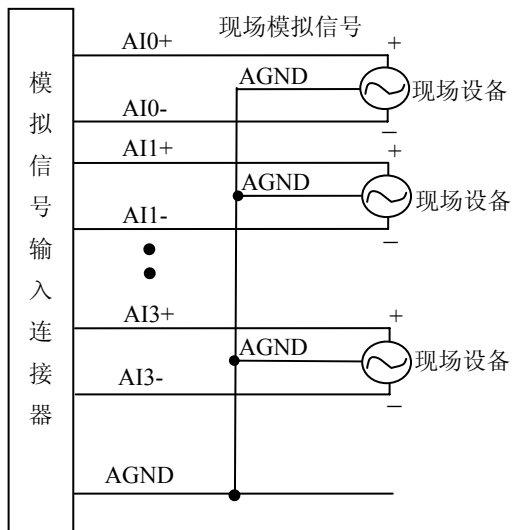 模拟信号输入连接器
AI0+
现场模拟信号
+
AGND
现场设备
AI0-
−
AI1+
+
AGND
现场设备
AI1-
−
AI3+
+
AGND
现场设备
AI3-
−
AGND